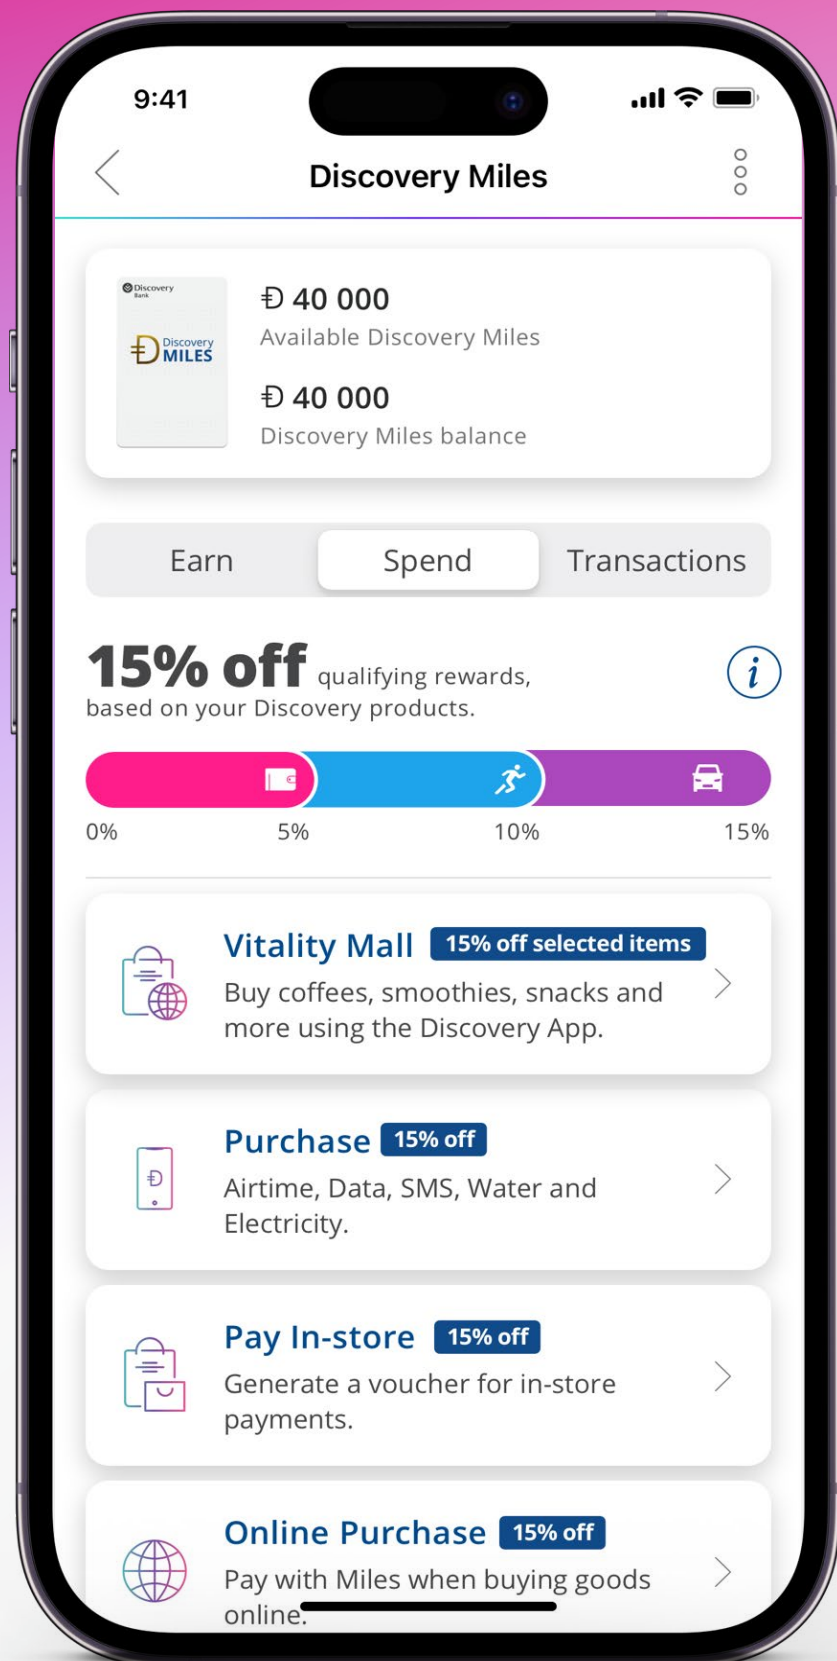 9:41
Discovery Miles
Discovery
Bank
Discovery
MILES
Đ 40 000
Available Discovery Miles
Đ 40 000
Discovery Miles balance
Earn
Spend
Transactions
15% off qualifying rewards,
based on your Discovery products.
i
0%
5%
10%
15%
Vitality Mall
15% off selected items
Buy coffees, smoothies, snacks and
more using the Discovery App.
Purchase
15% off
Airtime, Data, SMS, Water and
Electricity.
Pay In-store
15% off
Generate a voucher for in-store
payments.
Online Purchase
15% off
Pay with Miles when buying goods
online.